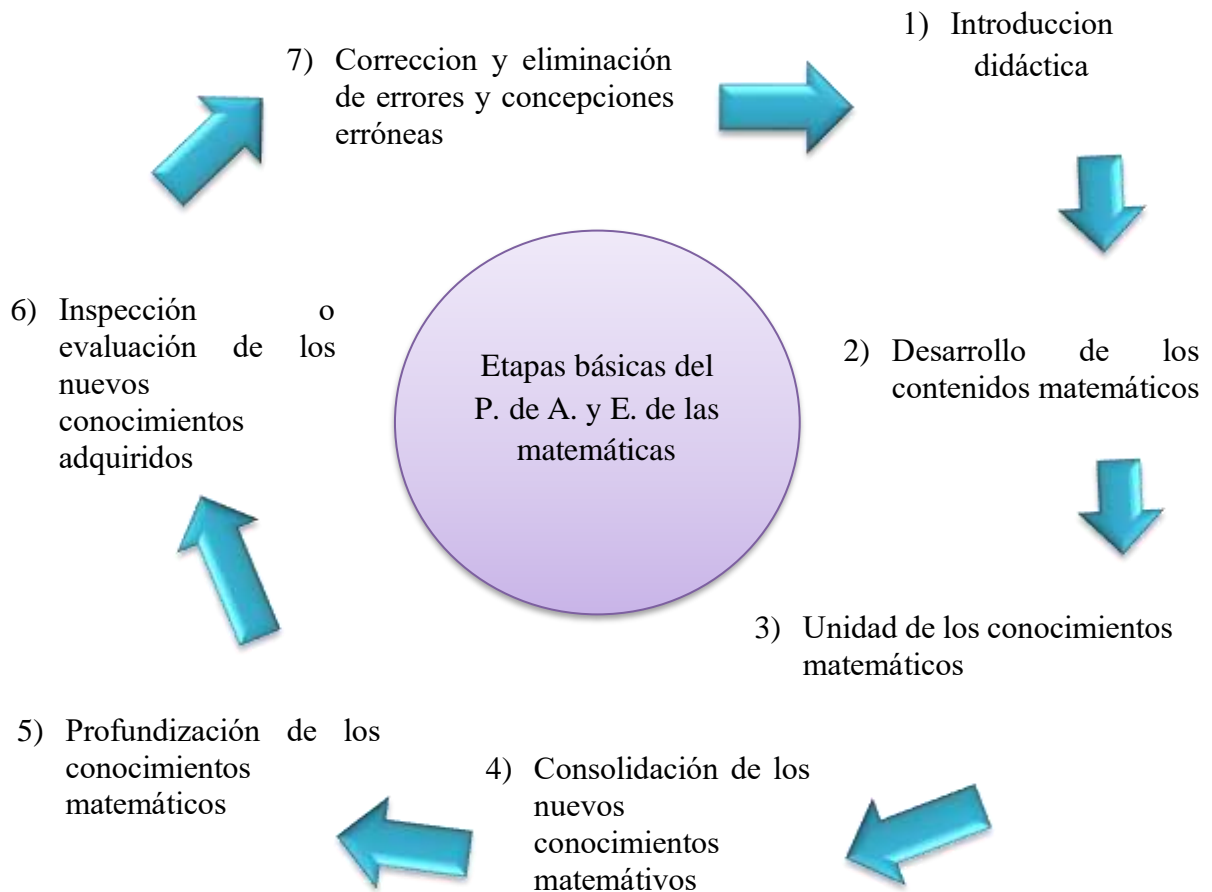 1) Introduccion
didáctica
2) Desarrollo de los
contenidos matemáticos
3) Unidad de los conocimientos
matemáticos
4) Consolidación de los
nuevos
conocimientos
matemátivos
5) Profundización de los
conocimientos
matemáticos
6) Inspección o
evaluación de los
nuevos
conocimientos
adquiridos
7) Correccion y eliminación
de errores y concepciones
erróneas
Etapas básicas del
P. de A. y E. de las
matemáticas